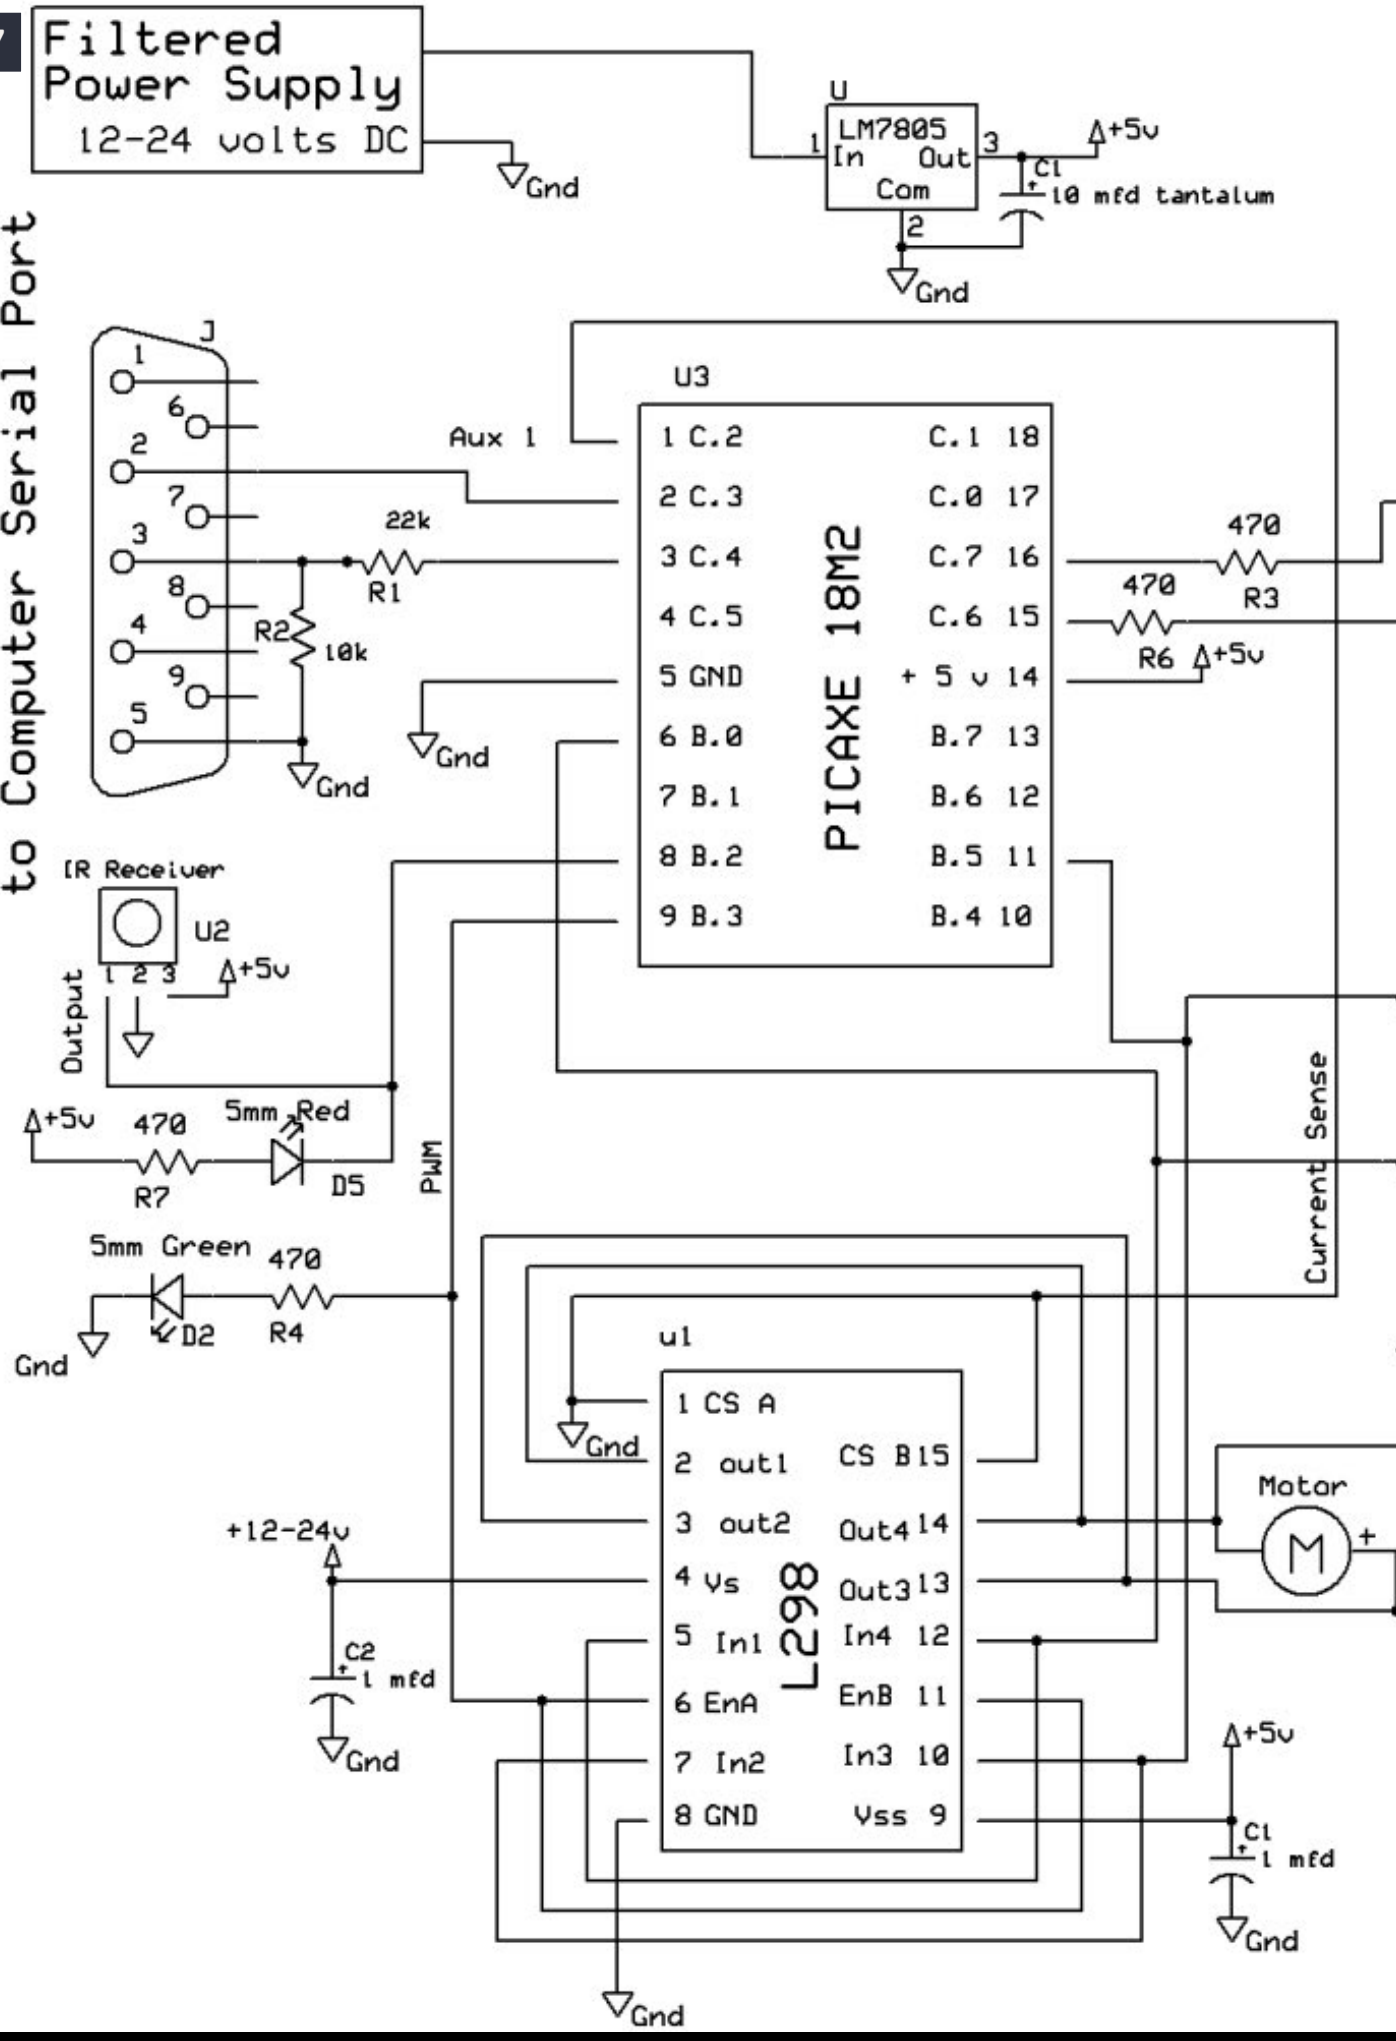 7
Filtered
Power Supply
12-24 volts DC
Gnd
U
LM7805
1 In Out 3
Com
2
+5v
C1
+
10 mfd tantalum
Gnd
to Computer Serial Port
J
1
6
2
7
3
8
4
9
5
22k
R1
R2
10k
Gnd
Aux 1
Gnd
U3
1 C.2 C.1 18
2 C.3 C.0 17
3 C.4 C.7 16
4 C.5 C.6 15
5 GND + 5 v 14
6 B.0 B.7 13
7 B.1 B.6 12
8 B.2 B.5 11
9 B.3 B.4 10
PICAXE 18M2
470
R3
470
R6
+5v
IR Receiver
U2
1 2 3
+5v
Output
+5v
470
R7
5mm Red
D5
PWM
5mm Green
470
D2
R4
Gnd
Current Sense
u1
1 CS A
Gnd
2 out1 CS B 15
3 out2 Out4 14
4 Vs Out3 13
5 In1 In4 12
6 EnA EnB 11
7 In2 In3 10
8 GND Vss 9
L298
+12-24v
C2
+
1 mfd
Gnd
Motor
M
+
+5v
C1
+
1 mfd
Gnd
Gnd